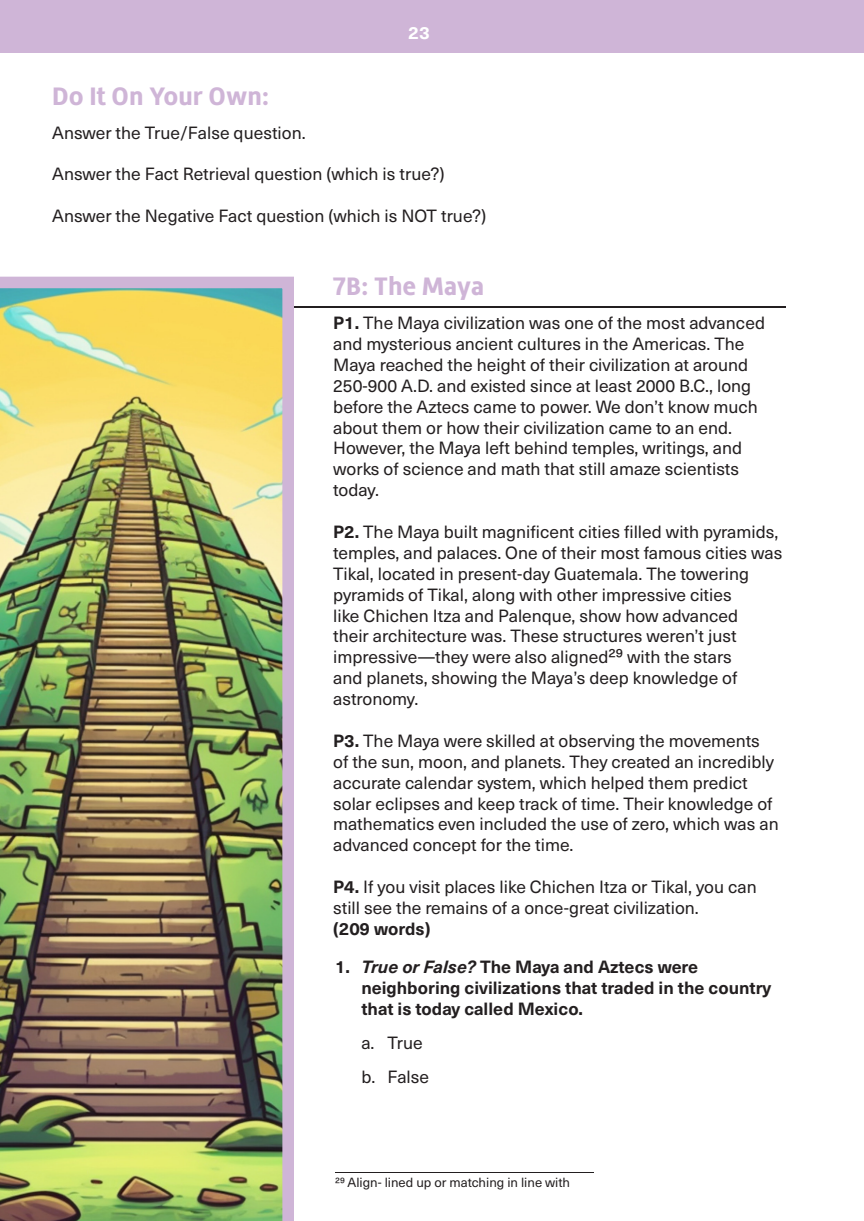 23
Do It On Your Own:
Answer the True/False question.
Answer the Fact Retrieval question (which is true?)
Answer the Negative Fact question (which is NOT true?)
7B: The Maya
P1. The Maya civilization was one of the most advanced
and mysterious ancient cultures in the Americas. The
Maya reached the height of their civilization at around
250-900 A.D. and existed since at least 2000 B.C., long
before the Aztecs came to power. We don’t know much
about them or how their civilization came to an end.
However, the Maya left behind temples, writings, and
works of science and math that still amaze scientists
today.
P2. The Maya built magnificent cities filled with pyramids,
temples, and palaces. One of their most famous cities was
Tikal, located in present-day Guatemala. The towering
pyramids of Tikal, along with other impressive cities
like Chichen Itza and Palenque, show how advanced
their architecture was. These structures weren’t just
impressive—they were also aligned²⁹ with the stars
and planets, showing the Maya’s deep knowledge of
astronomy.
P3. The Maya were skilled at observing the movements
of the sun, moon, and planets. They created an incredibly
accurate calendar system, which helped them predict
solar eclipses and keep track of time. Their knowledge of
mathematics even included the use of zero, which was an
advanced concept for the time.
P4. If you visit places like Chichen Itza or Tikal, you can
still see the remains of a once-great civilization.
(209 words)
1. True or False? The Maya and Aztecs were
neighboring civilizations that traded in the country
that is today called Mexico.
a. True
b. False
²⁹ Align- lined up or matching in line with